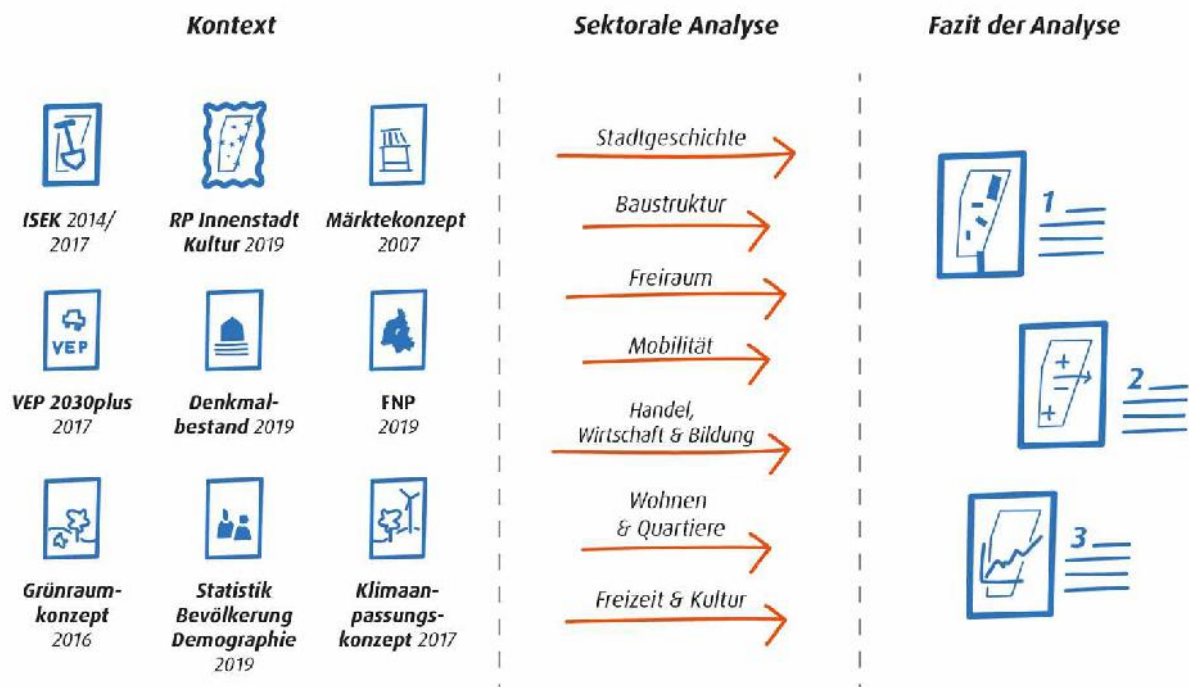 Kontext
Sektorale Analyse
Fazit der Analyse
ISEK 2014/
2017
RP Innenstadt
Kultur 2019
Märktekonzept
2007
VEP
VEP 2030plus
2017
Denkmal-
bestand 2019
FNP
2019
Grünraum-
konzept
2016
Statistik
Bevölkerung
Demographie
2019
Klimaan-
passungs-
konzept 2017
Stadtgeschichte
Baustruktur
Freiraum
Mobilität
Handel,
Wirtschaft & Bildung
Wohnen
& Quartiere
Freizeit & Kultur
1
2
3